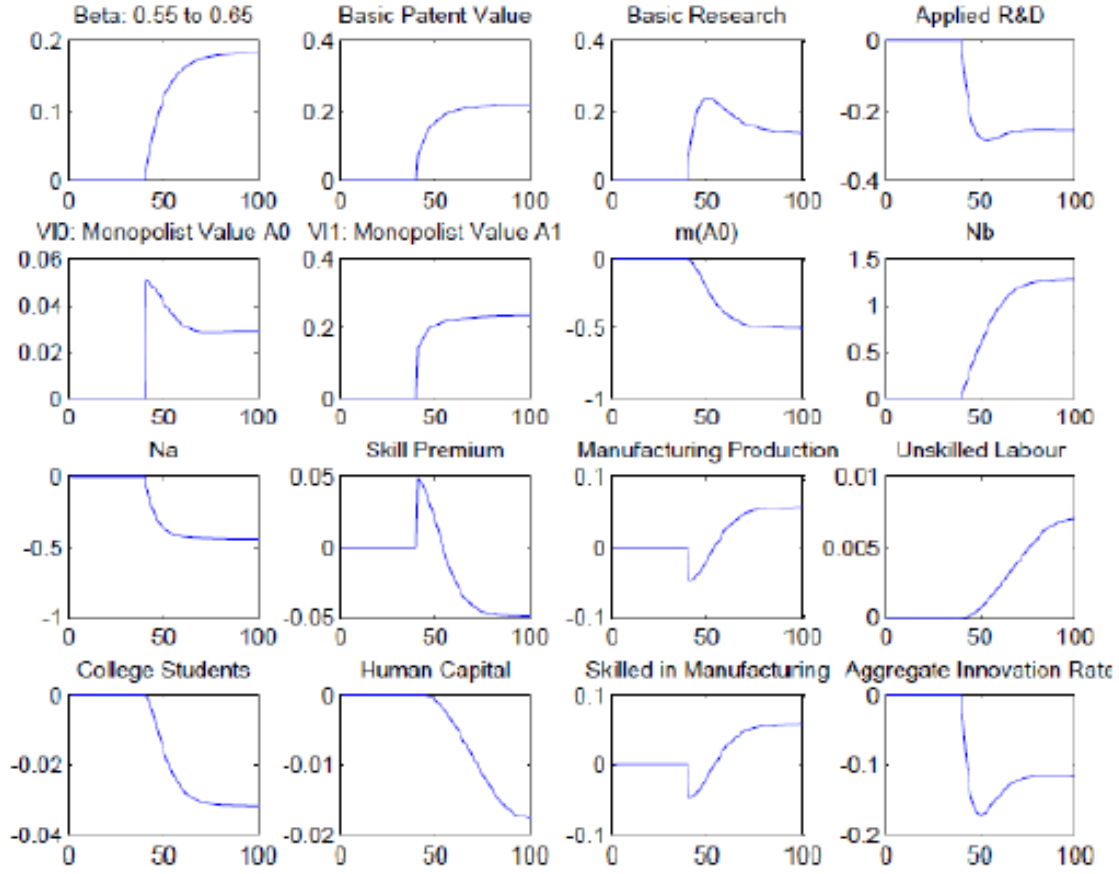 Beta: 0.55 to 0.65 Basic Patent Value Basic Research Applied R&D
0.2 0.4 0.4 0
0.1 0.2 0.2 -0.2
0 0 0 -0.4
0 50 100 0 50 100 0 50 100 0 50 100
VI0: Monopolist Value A0 VI1: Monopolist Value A1 m(A0) Nb
0.06 0.4 0 1.5
0.04 0.2 -0.5 1
0.02 0.5
0 0 -1 0
0 50 100 0 50 100 0 50 100 0 50 100
Na Skill Premium Manufacturing Production Unskilled Labour
0 0.05 0.1 0.01
-0.5 0 0 0.005
-1 -0.05 -0.1 0
0 50 100 0 50 100 0 50 100 0 50 100
College Students Human Capital Skilled in Manufacturing Aggregate Innovation Rate
0 0 0.1 0
-0.02 -0.01 0 -0.1
-0.04 -0.02 -0.1 -0.2
0 50 100 0 50 100 0 50 100 0 50 100